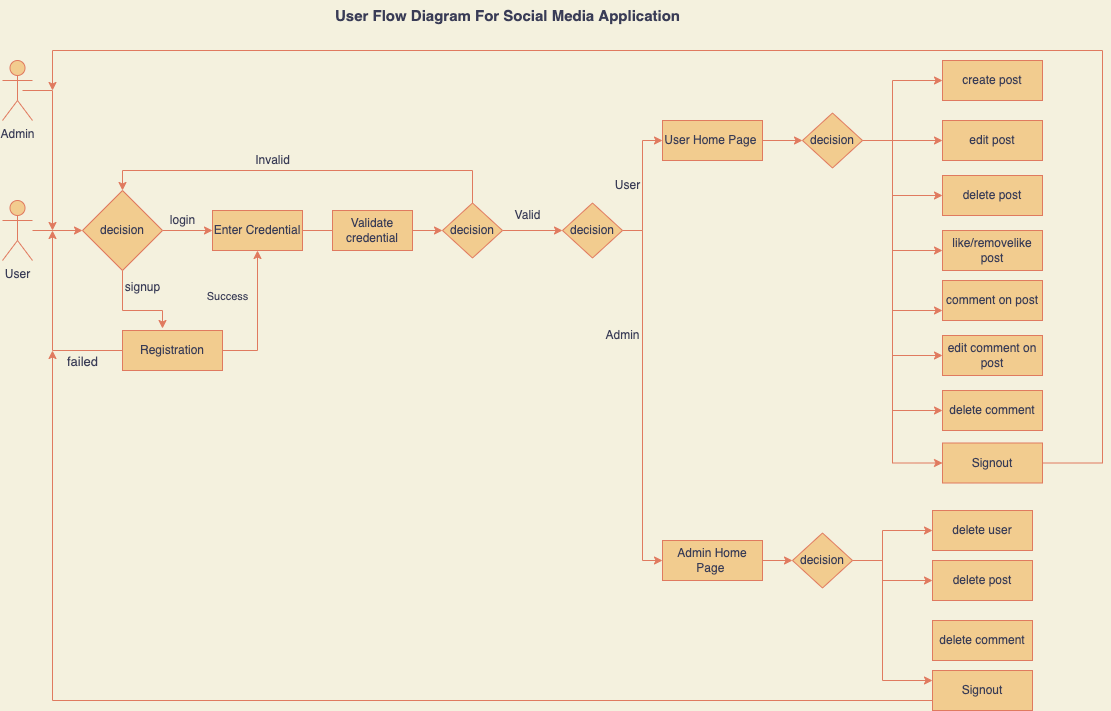 User Flow Diagram For Social Media Application
Admin
User
Invalid
decision
login
Enter Credential
Validate
credential
decision
Valid
decision
signup
Success
Registration
failed
User
Admin
User Home Page
decision
create post
edit post
delete post
like/removelike
post
comment on post
edit comment on
post
delete comment
Signout
Admin Home
Page
decision
delete user
delete post
delete comment
Signout